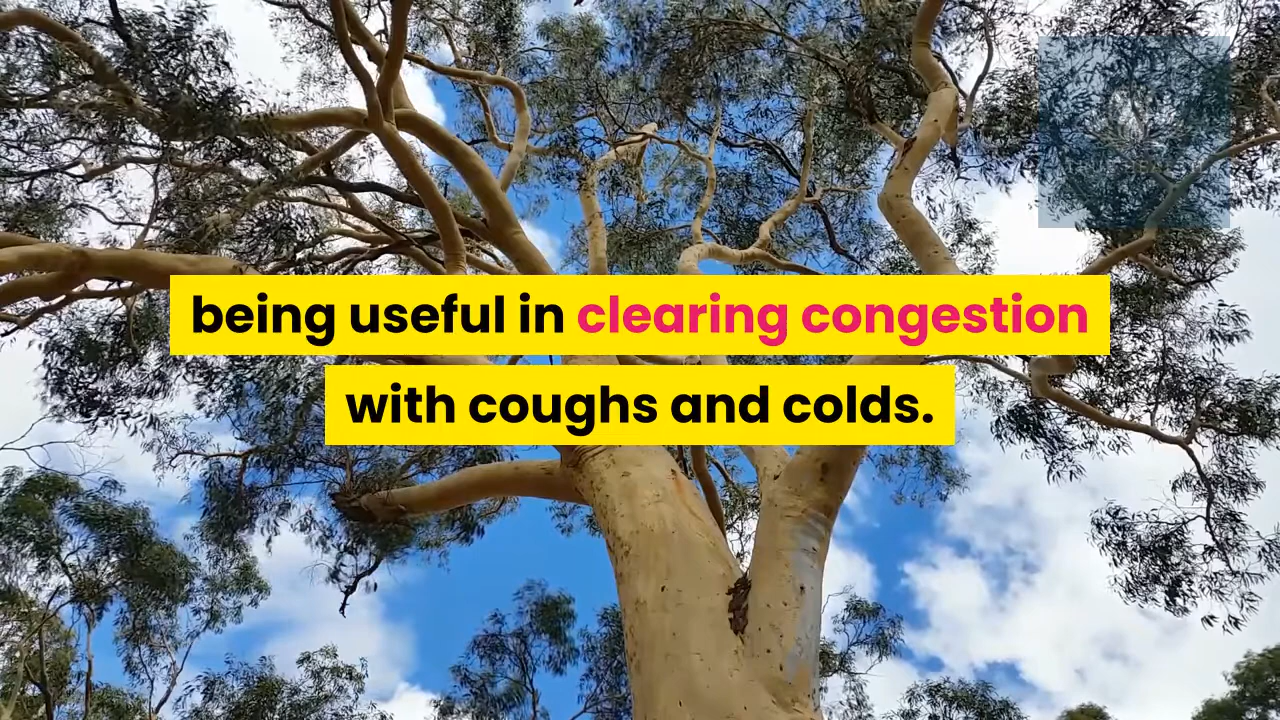 being useful in clearing congestion
with coughs and colds.